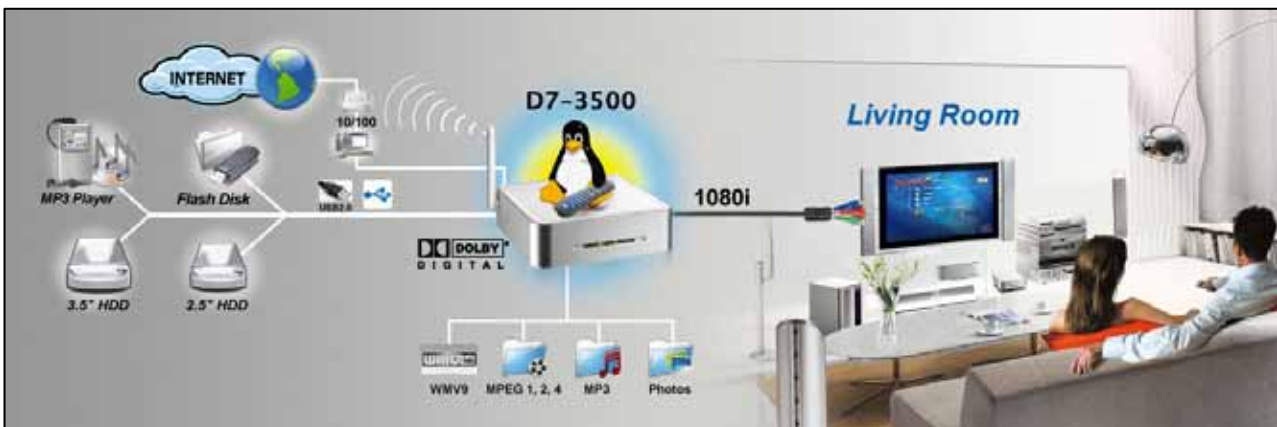 INTERNET
10/100
D7-3500
Living Room
MP3 Player
Flash Disk
USB2.0
1080i
DOLBY
DIGITAL
3.5" HDD
2.5" HDD
WMV9
MPEG 1, 2, 4
MP3
Photos